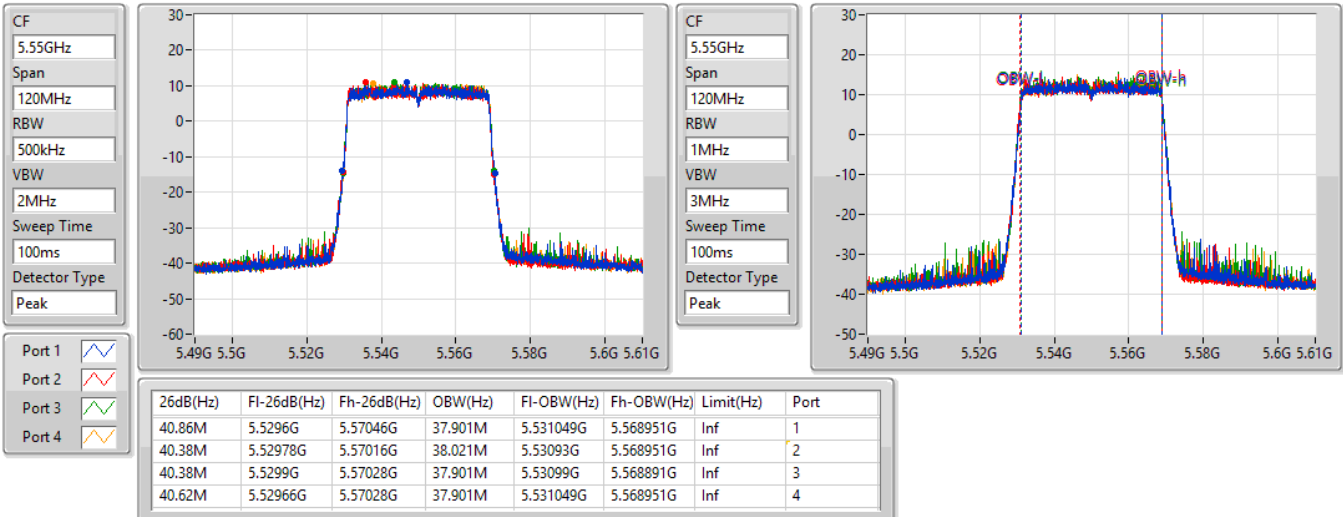 CF
5.55GHz
Span
120MHz
RBW
500kHz
VBW
2MHz
Sweep Time
100ms
Detector Type
Peak
30
20
10
0
-10
-20
-30
-40
-50
-60
5.49G 5.5G 5.52G 5.54G 5.56G 5.58G 5.6G 5.61G
CF
5.55GHz
Span
120MHz
RBW
1MHz
VBW
3MHz
Sweep Time
100ms
Detector Type
Peak
30
20
10
0
-10
-20
-30
-40
-50
OBW-l OBW-h
5.49G 5.5G 5.52G 5.54G 5.56G 5.58G 5.6G 5.61G
Port 1
Port 2
Port 3
Port 4
26dB(Hz) Fl-26dB(Hz) Fh-26dB(Hz) OBW(Hz) Fl-OBW(Hz) Fh-OBW(Hz) Limit(Hz) Port
40.86M 5.5296G 5.57046G 37.901M 5.531049G 5.568951G Inf 1
40.38M 5.52978G 5.57016G 38.021M 5.53093G 5.568951G Inf 2
40.38M 5.5299G 5.57028G 37.901M 5.53099G 5.568891G Inf 3
40.62M 5.52966G 5.57028G 37.901M 5.531049G 5.568951G Inf 4